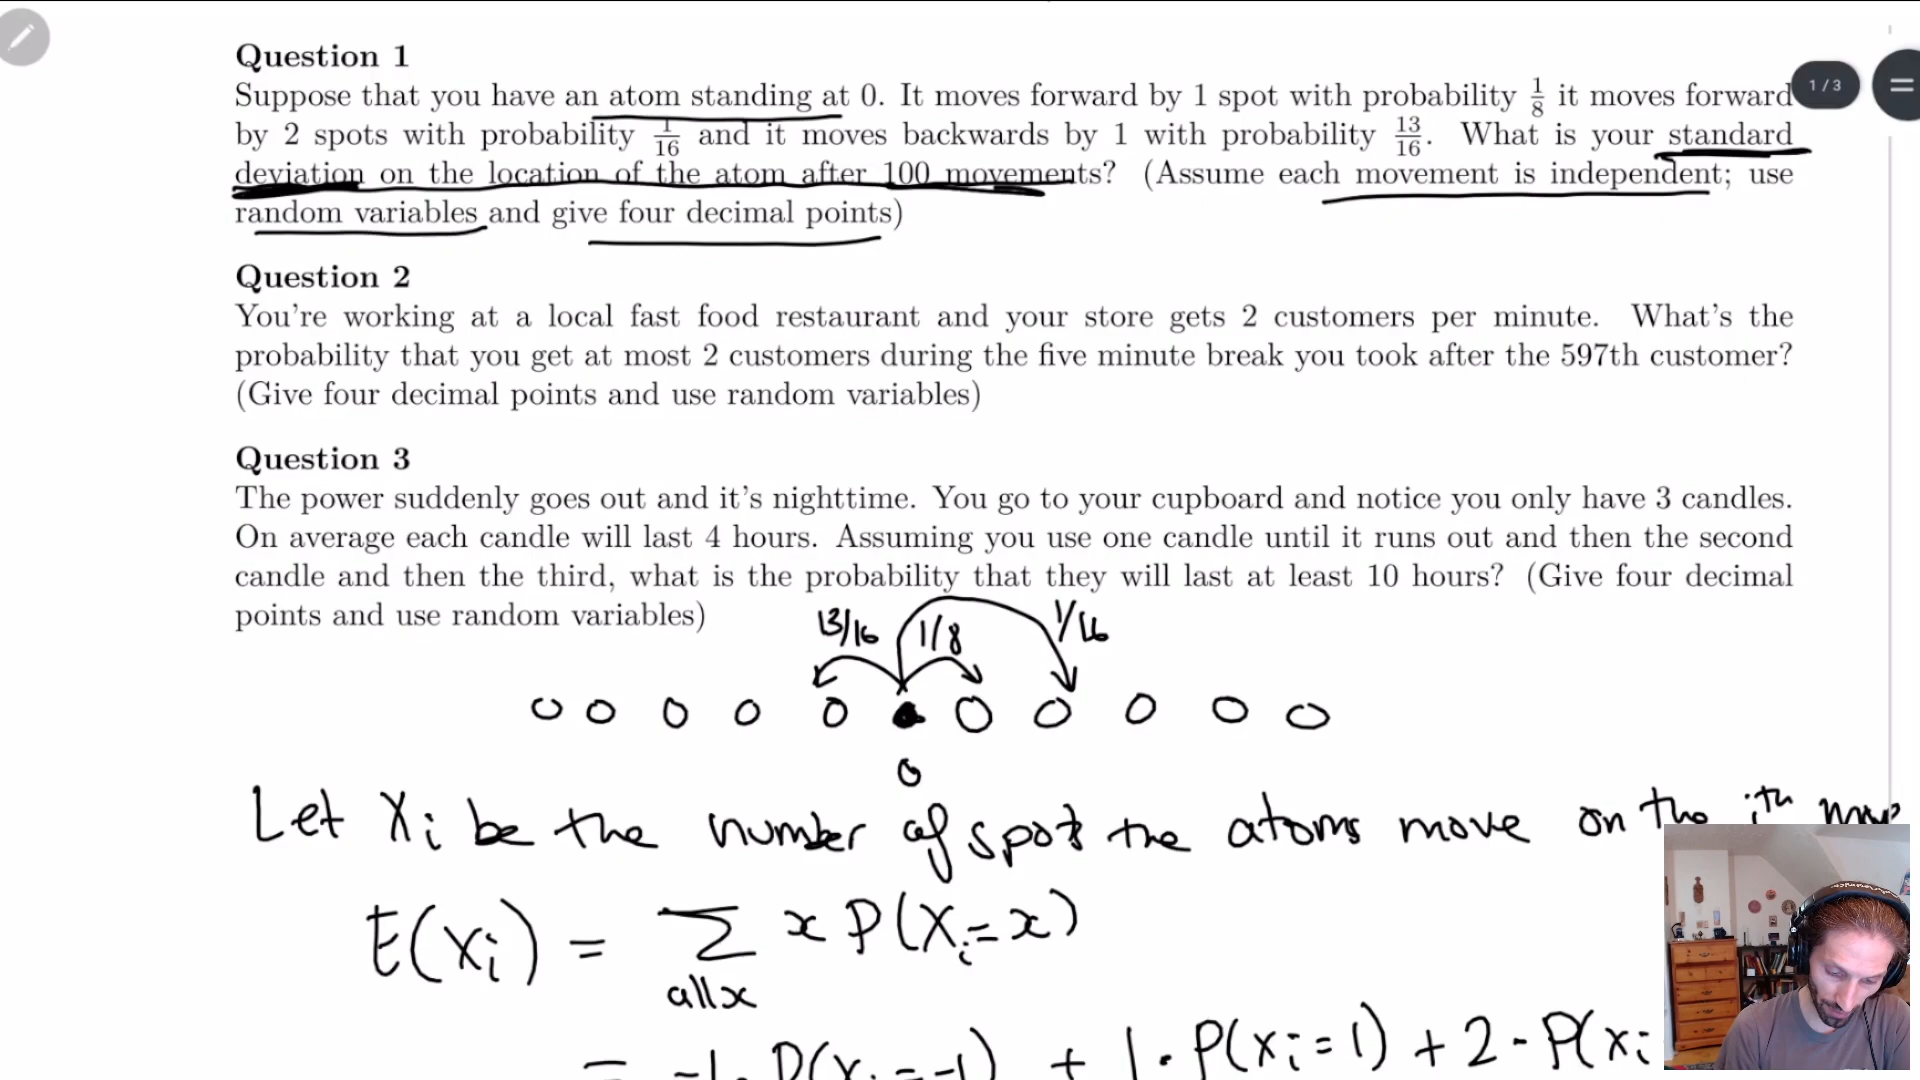 Question 1
Suppose that you have an atom standing at 0. It moves forward by 1 spot with probability 1/8 it moves forward
by 2 spots with probability 1/16 and it moves backwards by 1 with probability 13/16. What is your standard
deviation on the location of the atom after 100 movements? (Assume each movement is independent; use
random variables and give four decimal points)
1 / 3
Question 2
You're working at a local fast food restaurant and your store gets 2 customers per minute. What's the
probability that you get at most 2 customers during the five minute break you took after the 597th customer?
(Give four decimal points and use random variables)
Question 3
The power suddenly goes out and it's nighttime. You go to your cupboard and notice you only have 3 candles.
On average each candle will last 4 hours. Assuming you use one candle until it runs out and then the second
candle and then the third, what is the probability that they will last at least 10 hours? (Give four decimal
points and use random variables)
13/16 1/8 1/16
0
Let Xi be the number of spots the atoms move on the ith
E(Xi) = Σ x P(Xi=x)
all x
= -1 · P(Xi=-1) + 1 · P(Xi=1) + 2 · P(Xi